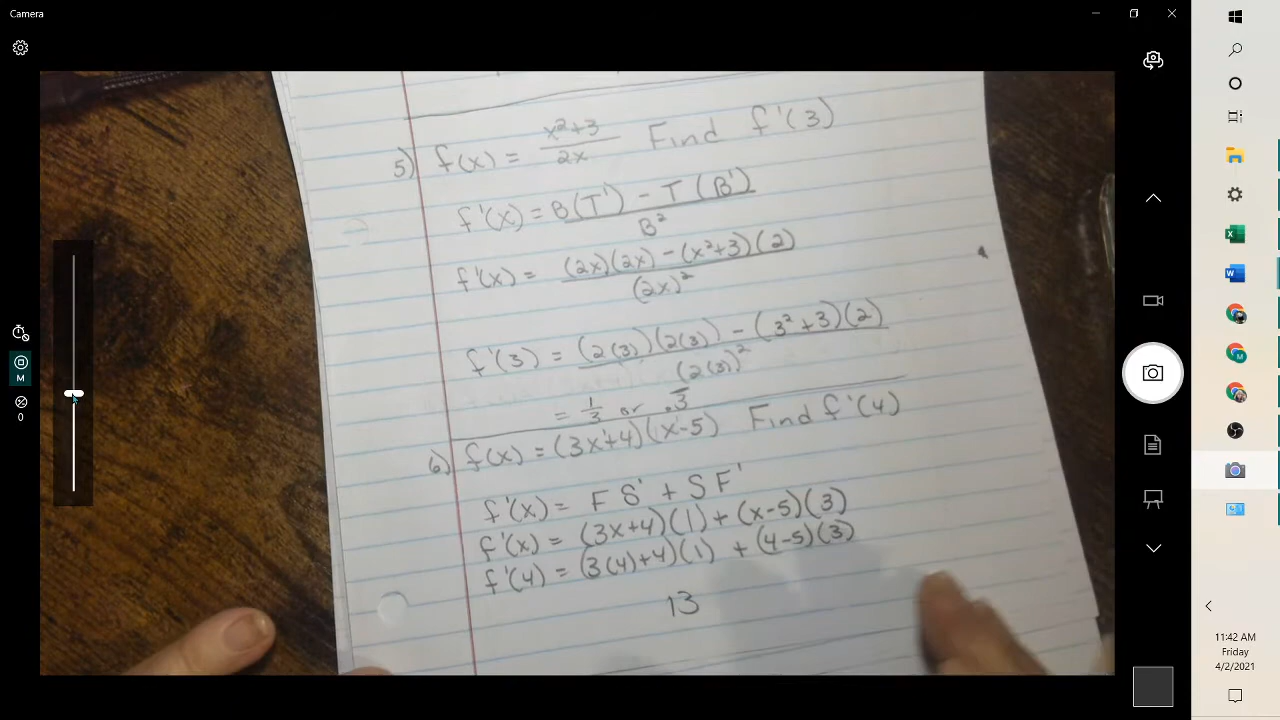 Camera
5) f(x) = x²+3 / 2x Find f'(3)
f'(x) = B(T') - T(B') / B²
f'(x) = (2x)(2x) - (x²+3)(2) / (2x)²
f'(3) = (2(3))(2(3)) - (3²+3)(2) / (2(3))²
= 1/3 or .3̅
6) f(x) = (3x+4)(x-5) Find f'(4)
f'(x) = F S' + S F'
f'(x) = (3x+4)(1) + (x-5)(3)
f'(4) = (3(4)+4)(1) + (4-5)(3)
13
M
0
11:42 AM
Friday
4/2/2021